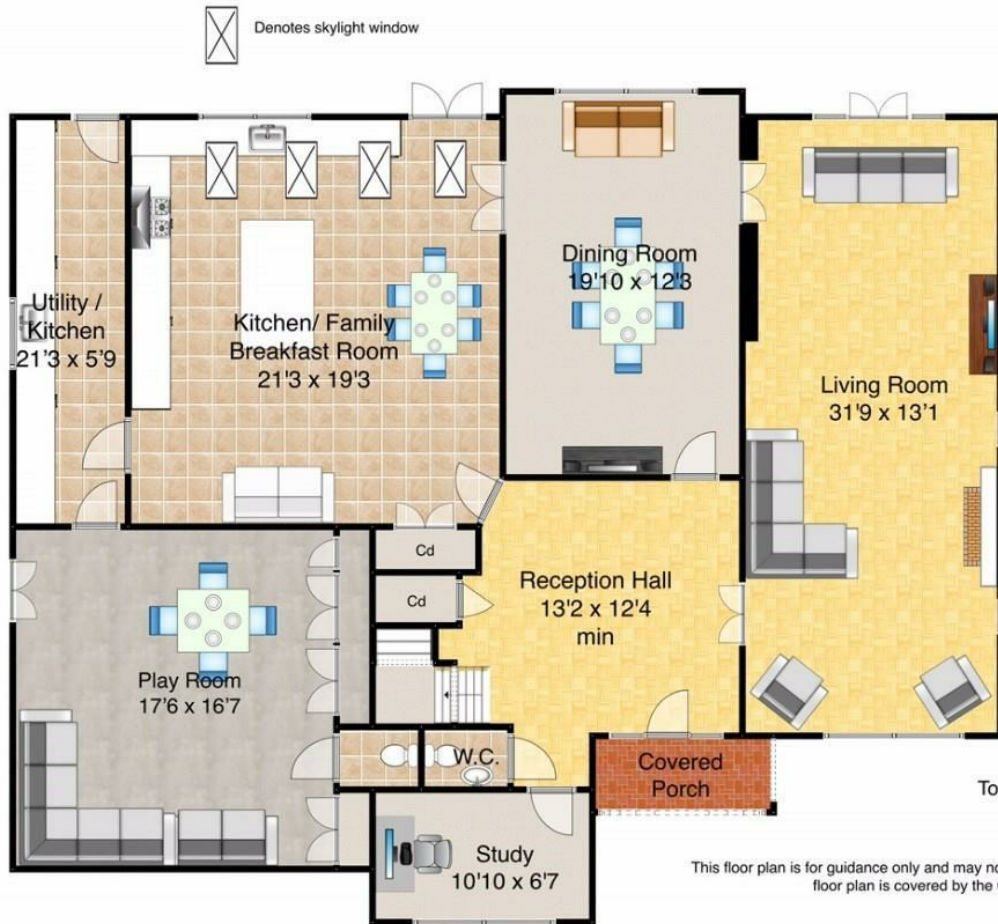 Denotes skylight window
Utility /
Kitchen
21'3 x 5'9
Kitchen/ Family
Breakfast Room
21'3 x 19'3
Dining Room
19'10 x 12'3
Living Room
31'9 x 13'1
Cd
Cd
Reception Hall
13'2 x 12'4
min
Play Room
17'6 x 16'7
W.C.
Covered
Porch
Study
10'10 x 6'7
To
This floor plan is for guidance only and may no
floor plan is covered by the